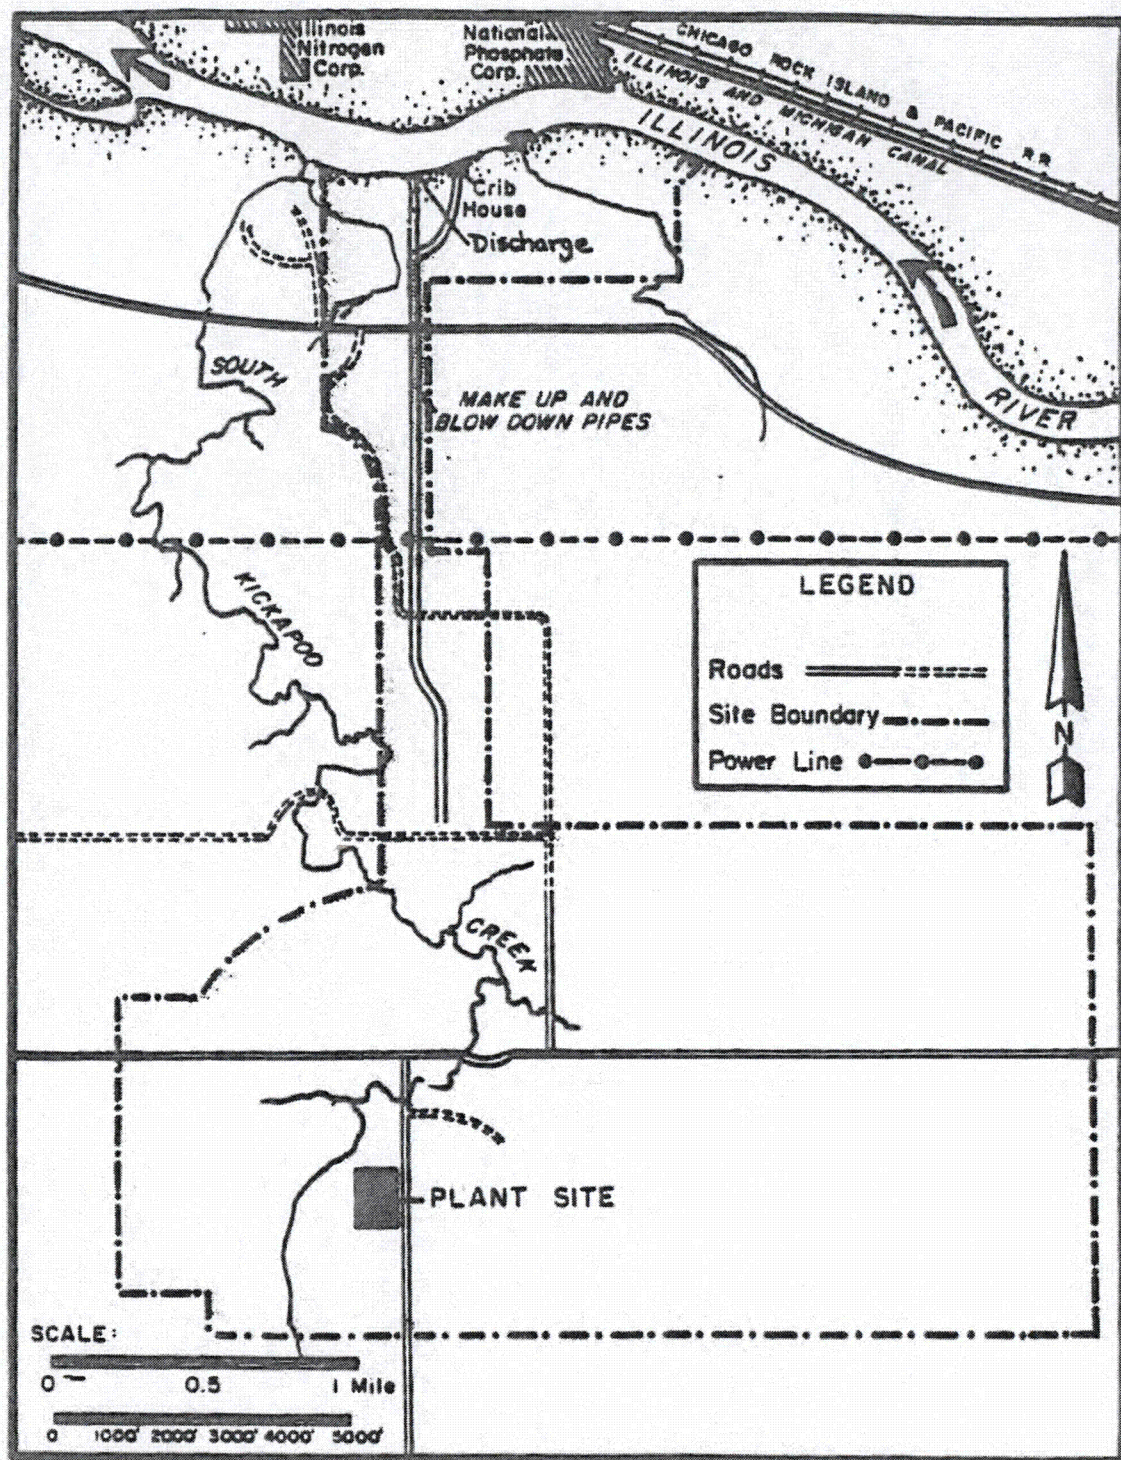 Illinois
Nitrogen
Corp.
National
Phosphate
Corp.
CHICAGO ROCK ISLAND & PACIFIC R R
ILLINOIS AND MICHIGAN CANAL
ILLINOIS
RIVER
Crib
House
Discharge
SOUTH
MAKE UP AND
BLOW DOWN PIPES
KICKAPOO
LEGEND
Roads
Site Boundary
Power Line
N
CREEK
PLANT SITE
SCALE:
0 0.5 1 Mile
0 1000' 2000' 3000' 4000' 5000'